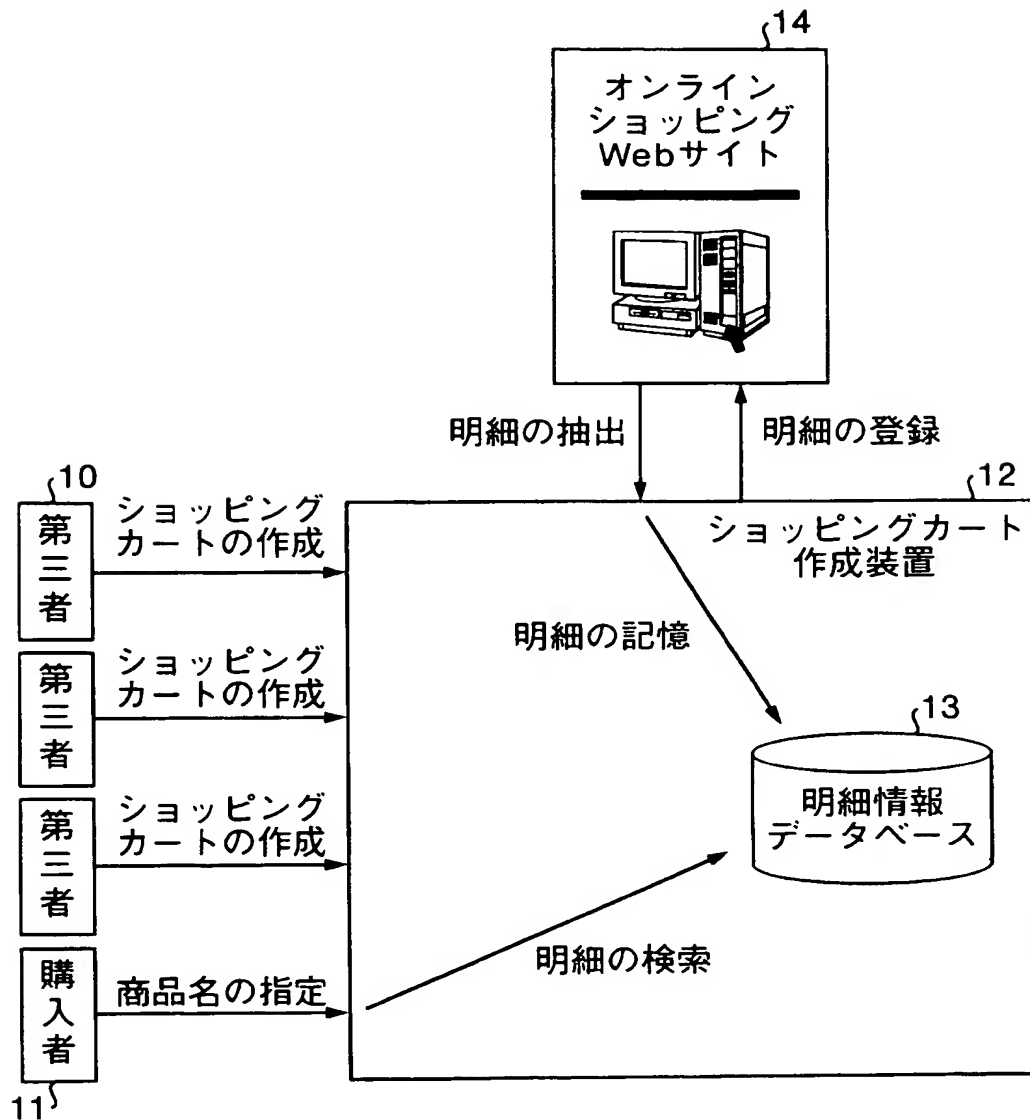 14
オンライン
ショッピング
Webサイト
明細の抽出
明細の登録
10
第三者
ショッピング
カートの作成
12
ショッピングカート
作成装置
明細の記憶
第三者
ショッピング
カートの作成
13
明細情報
データベース
第三者
ショッピング
カートの作成
明細の検索
購入者
商品名の指定
11